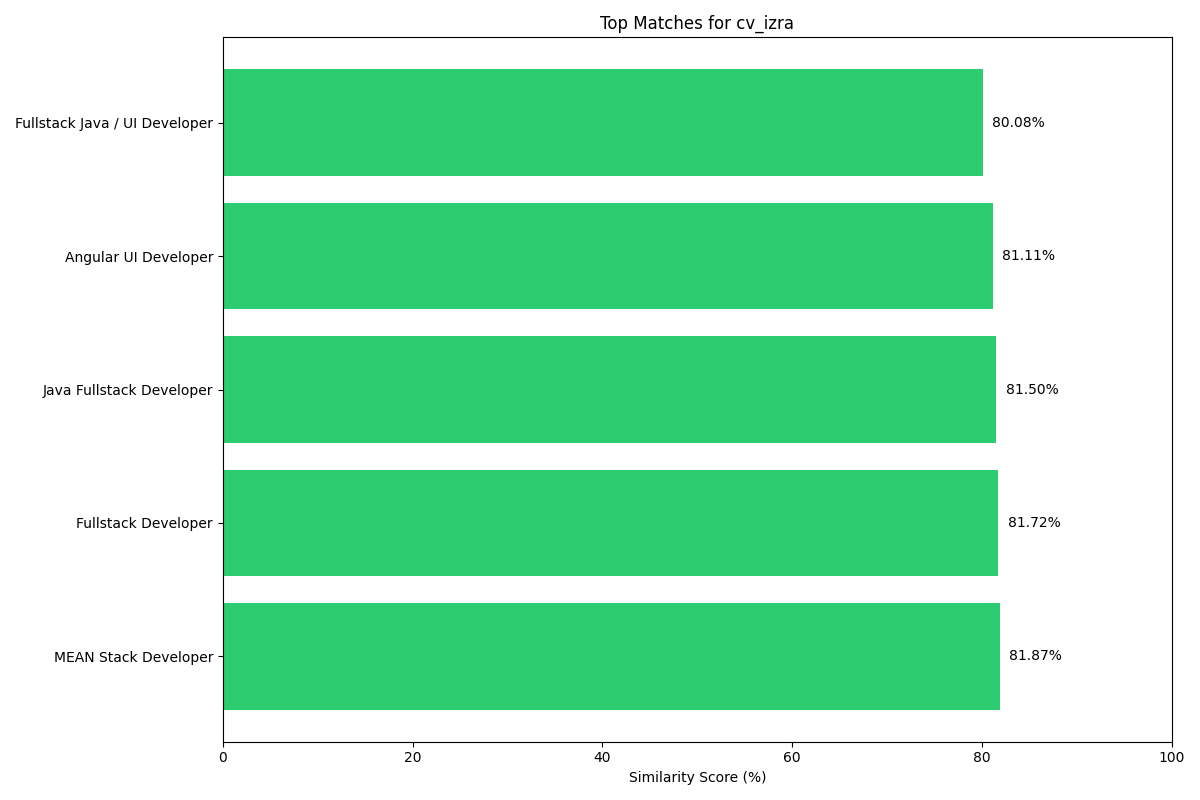 Top Matches for cv_izra
Fullstack Java / UI Developer
80.08%
Angular UI Developer
81.11%
Java Fullstack Developer
81.50%
Fullstack Developer
81.72%
MEAN Stack Developer
81.87%
0 20 40 60 80 100
Similarity Score (%)